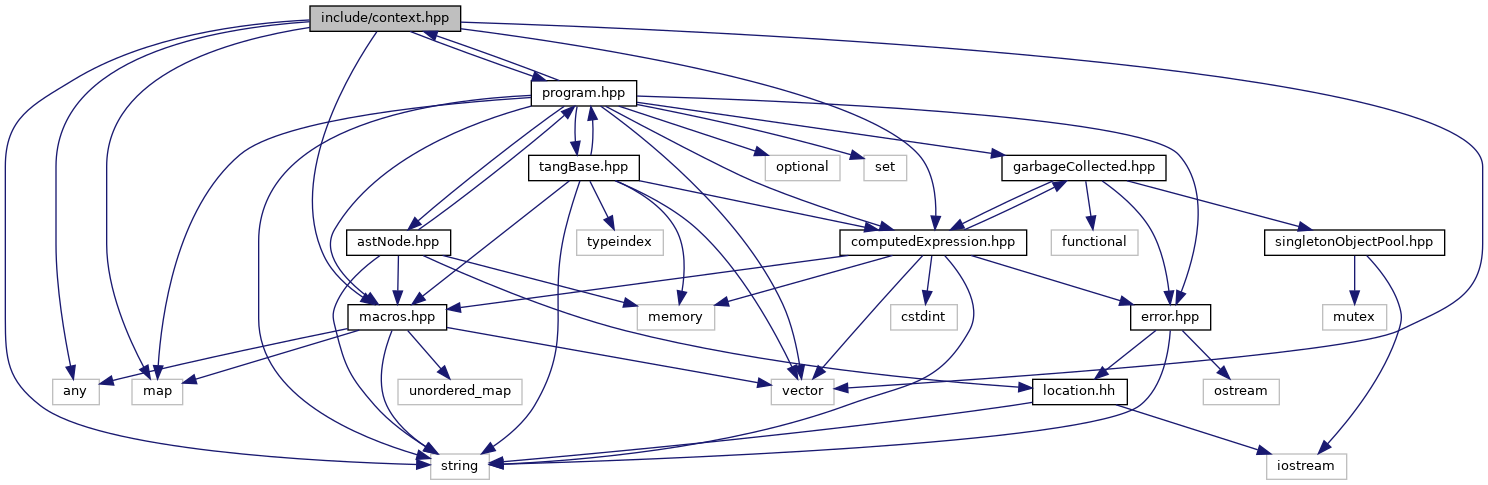 include/context.hpp
program.hpp
tangBase.hpp
optional
set
garbageCollected.hpp
astNode.hpp
typeindex
computedExpression.hpp
functional
singletonObjectPool.hpp
macros.hpp
memory
cstdint
error.hpp
mutex
any
map
unordered_map
vector
location.hh
ostream
string
iostream